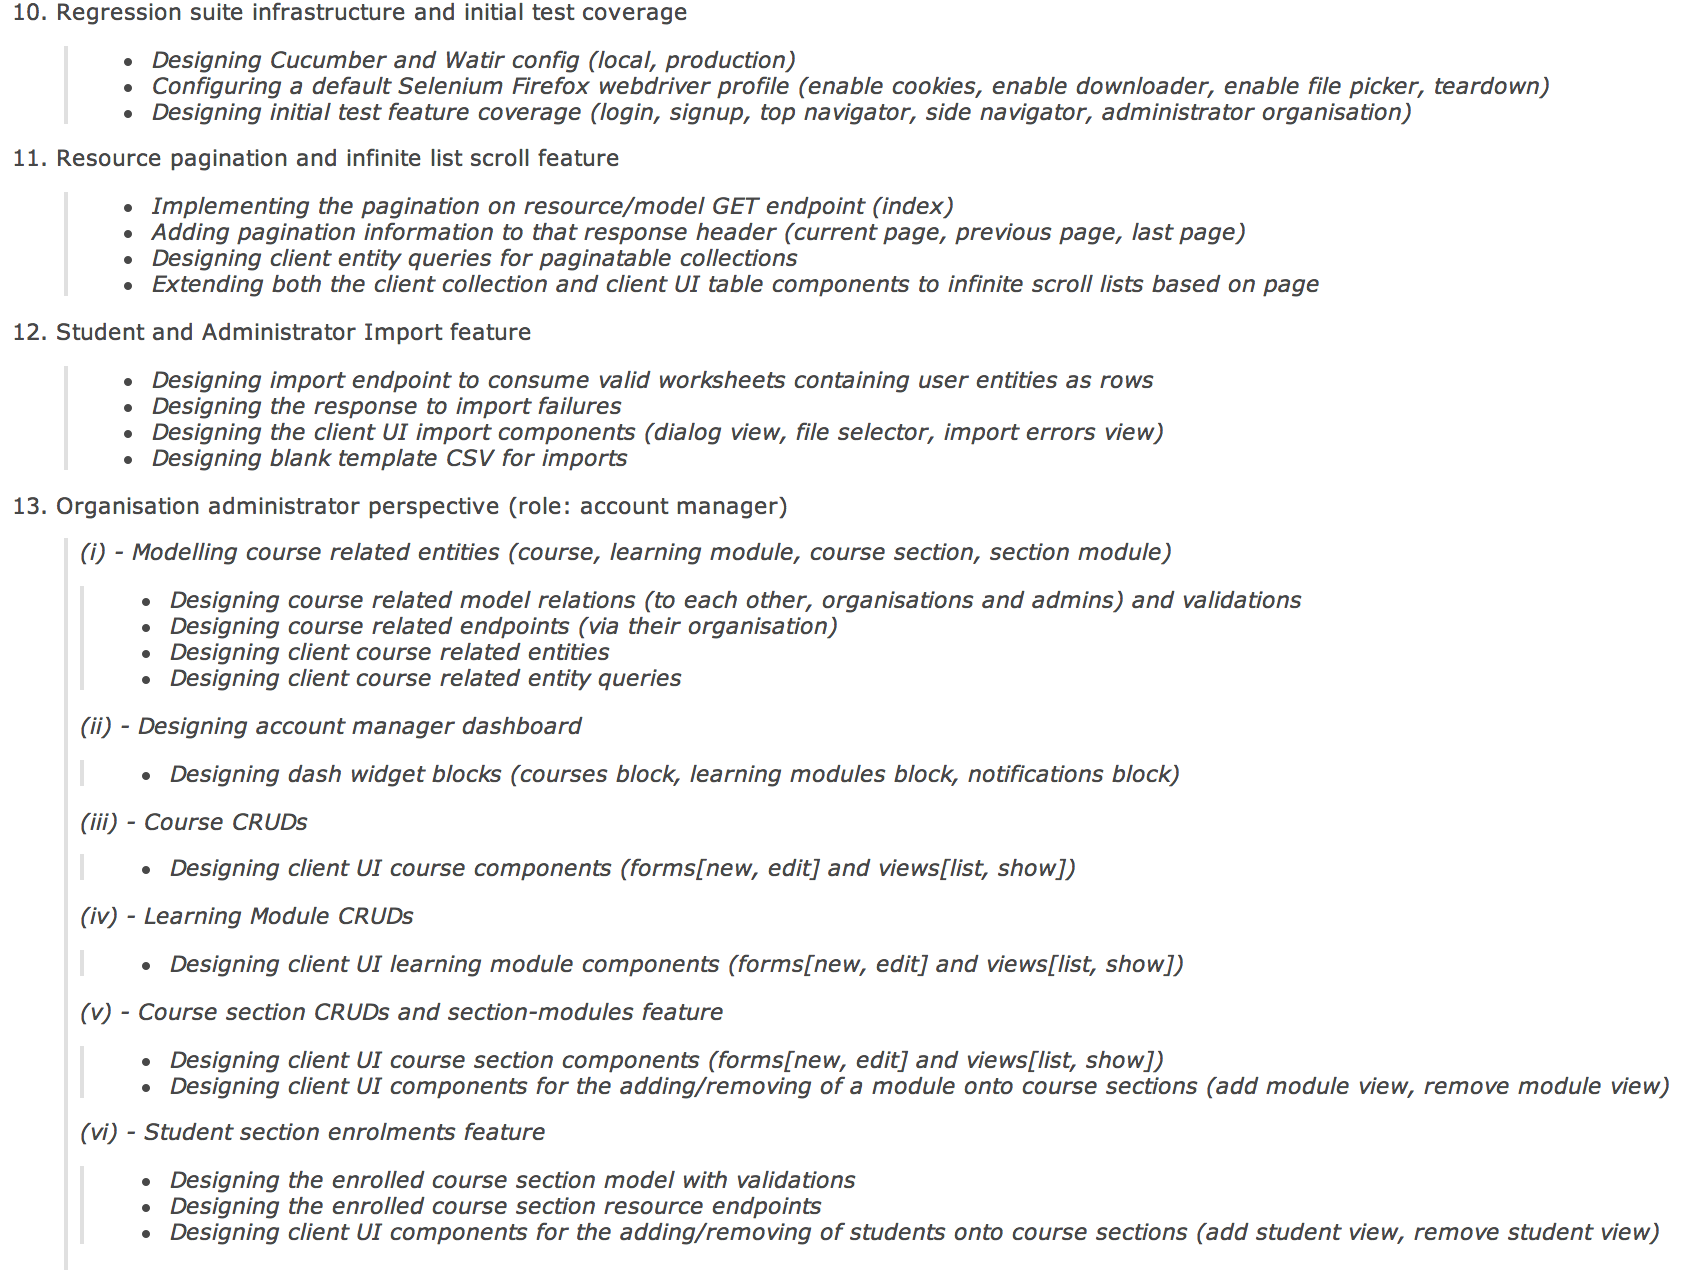 10. Regression suite infrastructure and initial test coverage
• Designing Cucumber and Watir config (local, production)
• Configuring a default Selenium Firefox webdriver profile (enable cookies, enable downloader, enable file picker, teardown)
• Designing initial test feature coverage (login, signup, top navigator, side navigator, administrator organisation)
11. Resource pagination and infinite list scroll feature
• Implementing the pagination on resource/model GET endpoint (index)
• Adding pagination information to that response header (current page, previous page, last page)
• Designing client entity queries for paginatable collections
• Extending both the client collection and client UI table components to infinite scroll lists based on page
12. Student and Administrator Import feature
• Designing import endpoint to consume valid worksheets containing user entities as rows
• Designing the response to import failures
• Designing the client UI import components (dialog view, file selector, import errors view)
• Designing blank template CSV for imports
13. Organisation administrator perspective (role: account manager)
(i) - Modelling course related entities (course, learning module, course section, section module)
• Designing course related model relations (to each other, organisations and admins) and validations
• Designing course related endpoints (via their organisation)
• Designing client course related entities
• Designing client course related entity queries
(ii) - Designing account manager dashboard
• Designing dash widget blocks (courses block, learning modules block, notifications block)
(iii) - Course CRUDs
• Designing client UI course components (forms[new, edit] and views[list, show])
(iv) - Learning Module CRUDs
• Designing client UI learning module components (forms[new, edit] and views[list, show])
(v) - Course section CRUDs and section-modules feature
• Designing client UI course section components (forms[new, edit] and views[list, show])
• Designing client UI components for the adding/removing of a module onto course sections (add module view, remove module view)
(vi) - Student section enrolments feature
• Designing the enrolled course section model with validations
• Designing the enrolled course section resource endpoints
• Designing client UI components for the adding/removing of students onto course sections (add student view, remove student view)